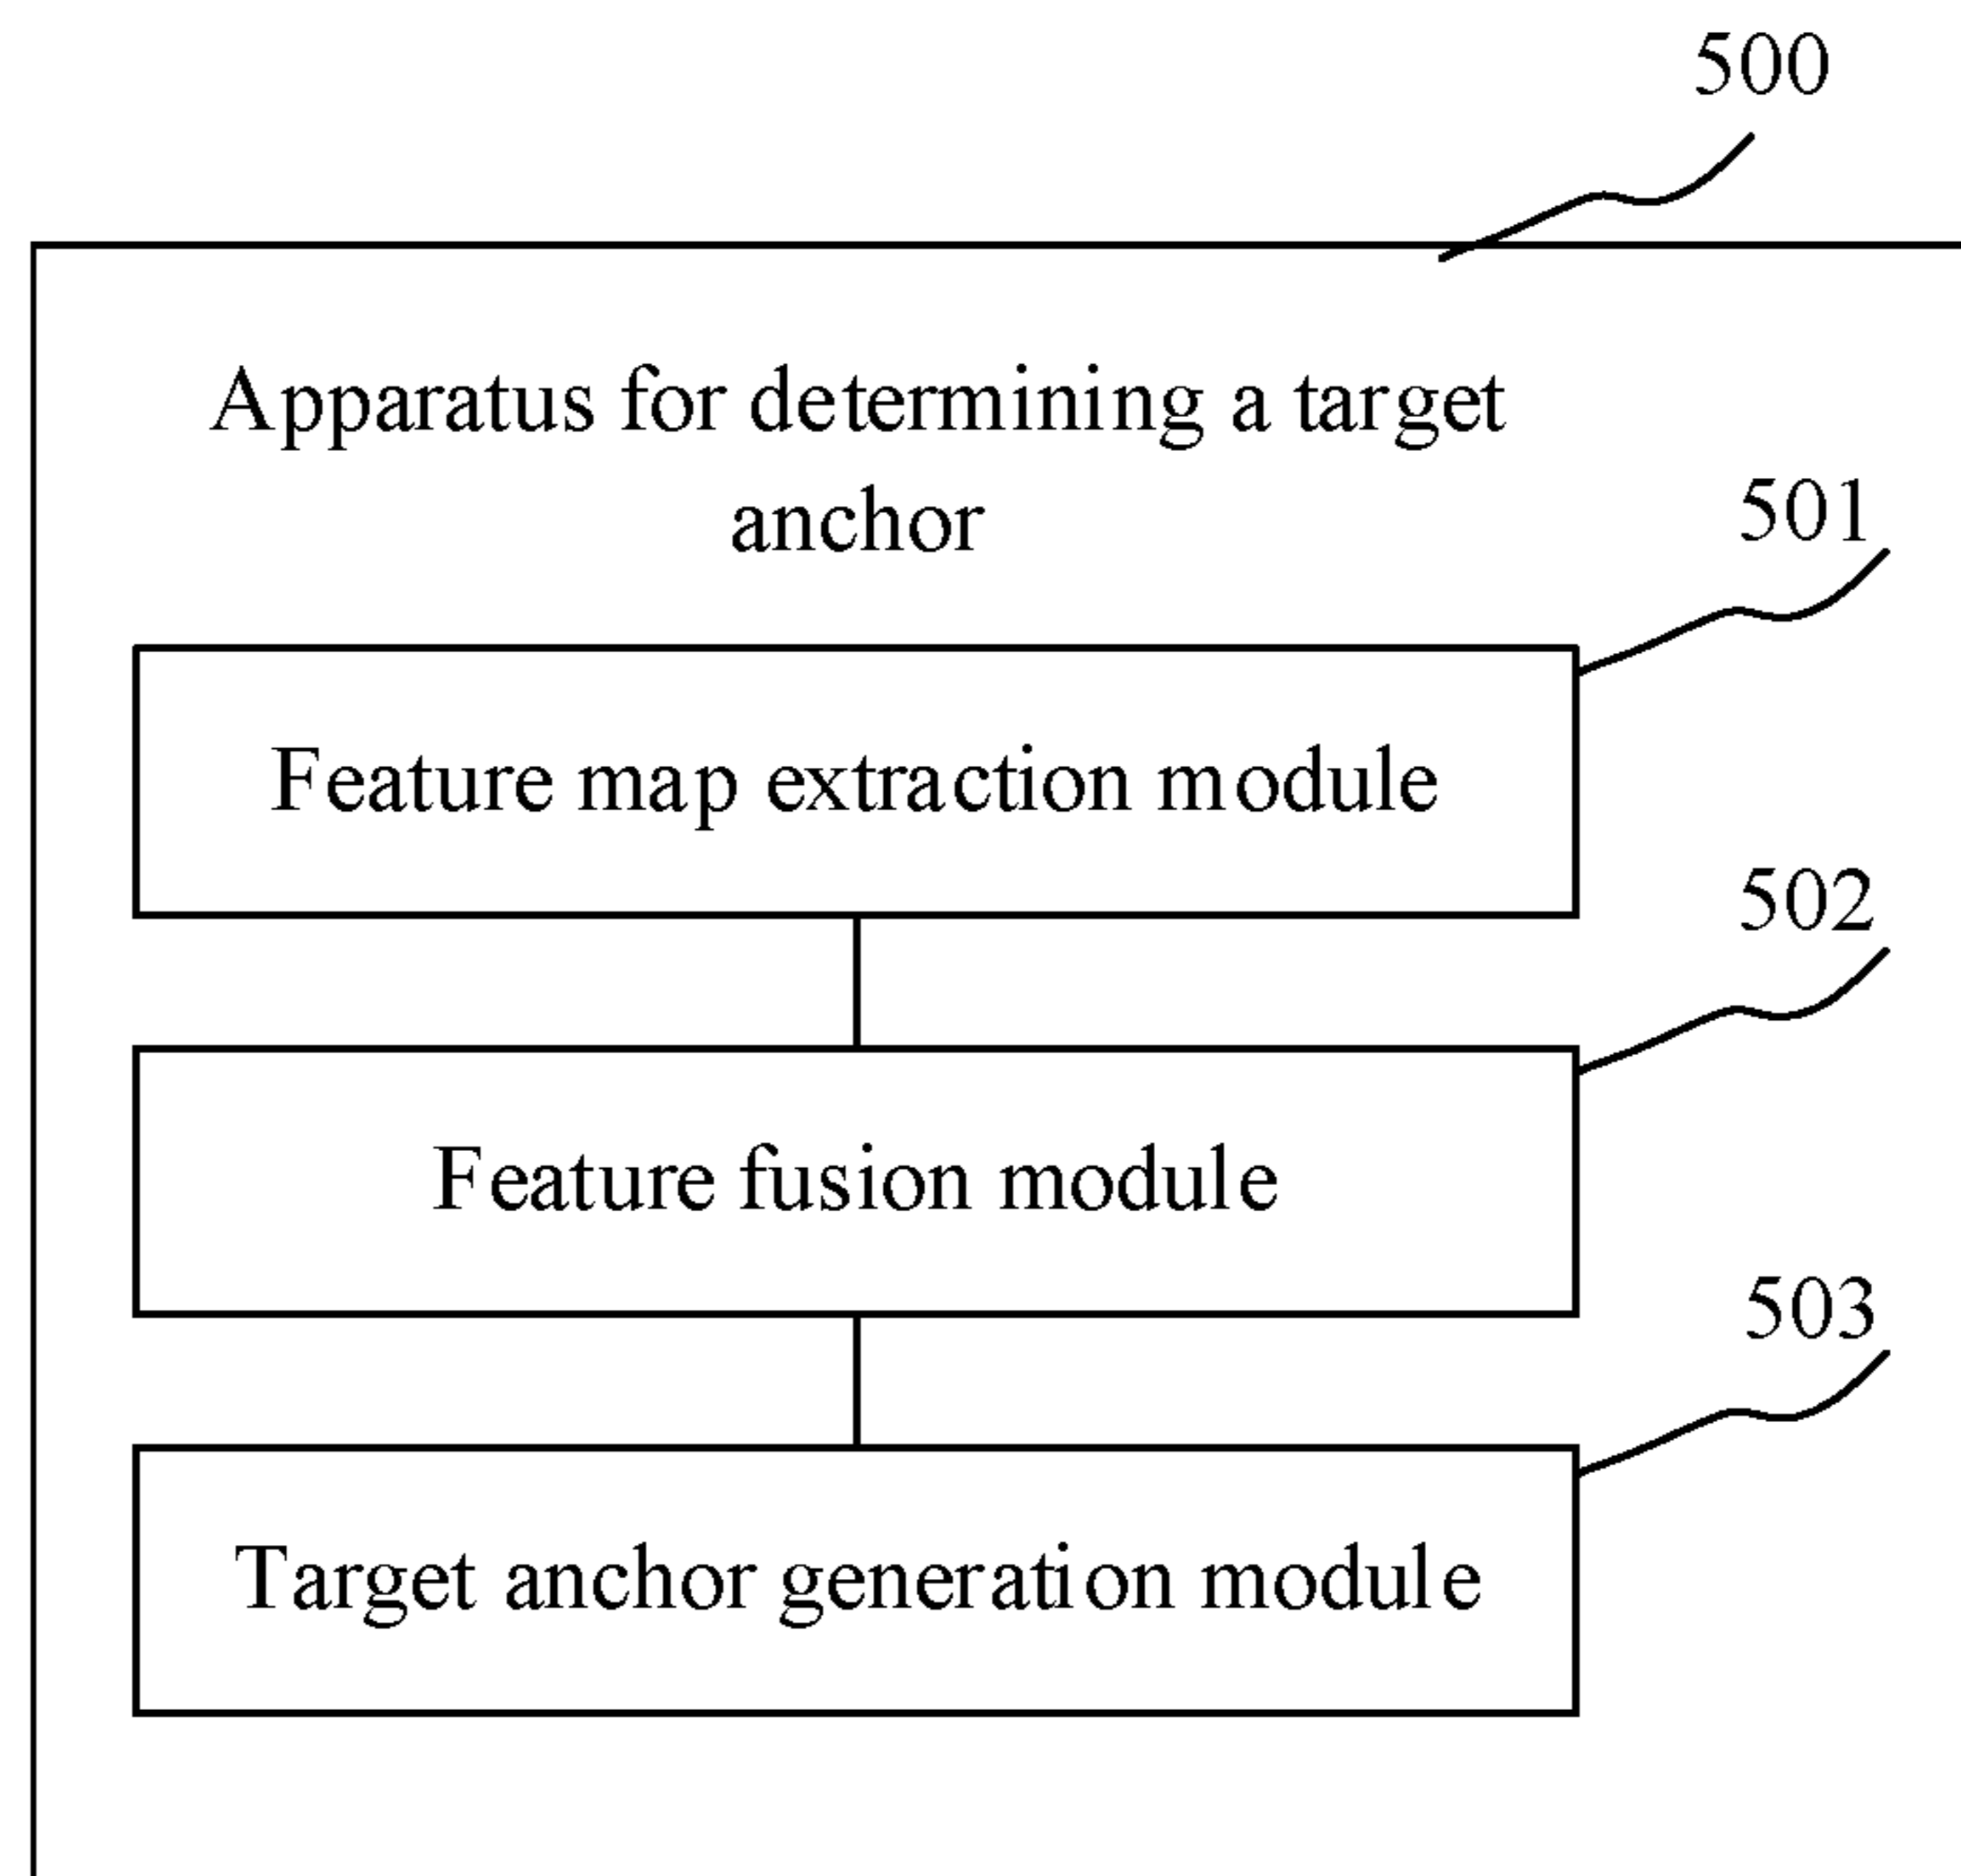 500
Apparatus for determining a target
anchor
501
Feature map extraction module
502
Feature fusion module
503
Target anchor generation module